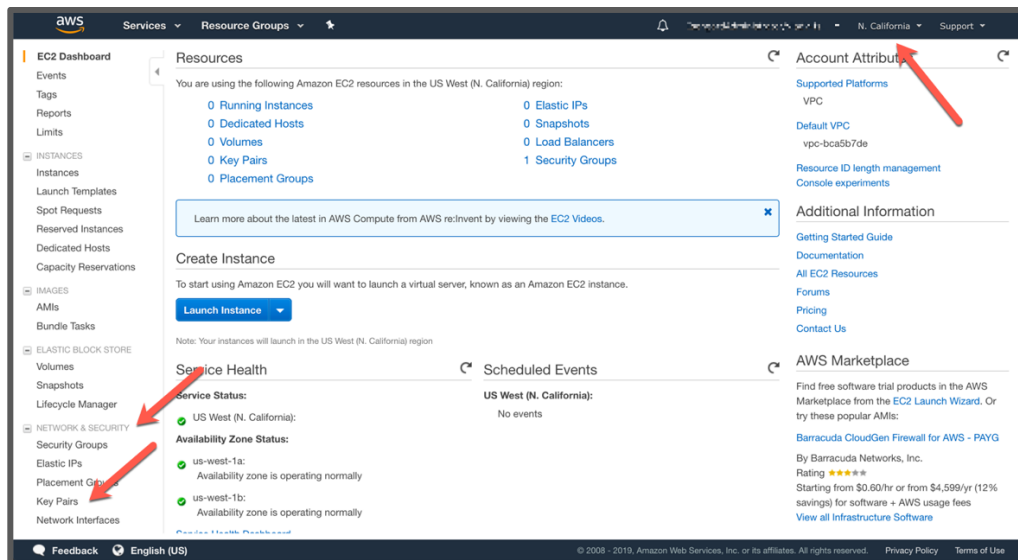 aws
Services
Resource Groups
N. California
Support
EC2 Dashboard
Events
Tags
Reports
Limits
INSTANCES
Instances
Launch Templates
Spot Requests
Reserved Instances
Dedicated Hosts
Capacity Reservations
IMAGES
AMIs
Bundle Tasks
ELASTIC BLOCK STORE
Volumes
Snapshots
Lifecycle Manager
NETWORK & SECURITY
Security Groups
Elastic IPs
Placement Groups
Key Pairs
Network Interfaces
Resources
You are using the following Amazon EC2 resources in the US West (N. California) region:
0 Running Instances
0 Elastic IPs
0 Dedicated Hosts
0 Snapshots
0 Volumes
0 Load Balancers
0 Key Pairs
1 Security Groups
0 Placement Groups
Learn more about the latest in AWS Compute from AWS re:Invent by viewing the EC2 Videos.
Create Instance
To start using Amazon EC2 you will want to launch a virtual server, known as an Amazon EC2 instance.
Launch Instance
Note: Your instances will launch in the US West (N. California) region
Service Health
Service Status:
US West (N. California):
Availability Zone Status:
us-west-1a:
Availability zone is operating normally
us-west-1b:
Availability zone is operating normally
Service Health Dashboard
Scheduled Events
US West (N. California):
No events
Account Attributes
Supported Platforms
VPC
Default VPC
vpc-bca5b7de
Resource ID length management
Console experiments
Additional Information
Getting Started Guide
Documentation
All EC2 Resources
Forums
Pricing
Contact Us
AWS Marketplace
Find free software trial products in the AWS
Marketplace from the EC2 Launch Wizard. Or
try these popular AMIs:
Barracuda CloudGen Firewall for AWS - PAYG
By Barracuda Networks, Inc.
Rating
Starting from $0.60/hr or from $4,599/yr (12%
savings) for software + AWS usage fees
View all Infrastructure Software
Feedback
English (US)
© 2008 - 2019, Amazon Web Services, Inc. or its affiliates. All rights reserved.
Privacy Policy
Terms of Use